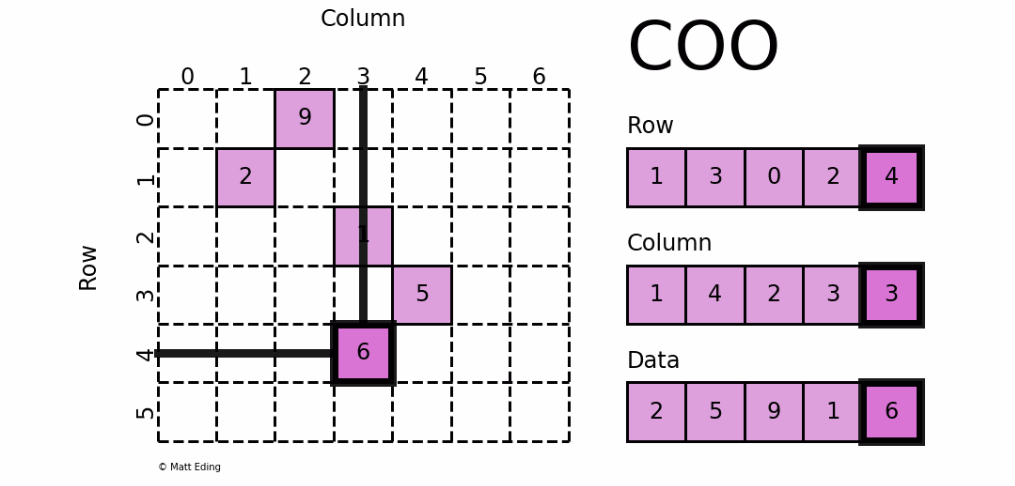 Column
COO
0 1 2 3 4 5 6
0 9
1 2
2 1
3 5
4 6
5
Row
Row
1 3 0 2 4
Column
1 4 2 3 3
Data
2 5 9 1 6
© Matt Eding